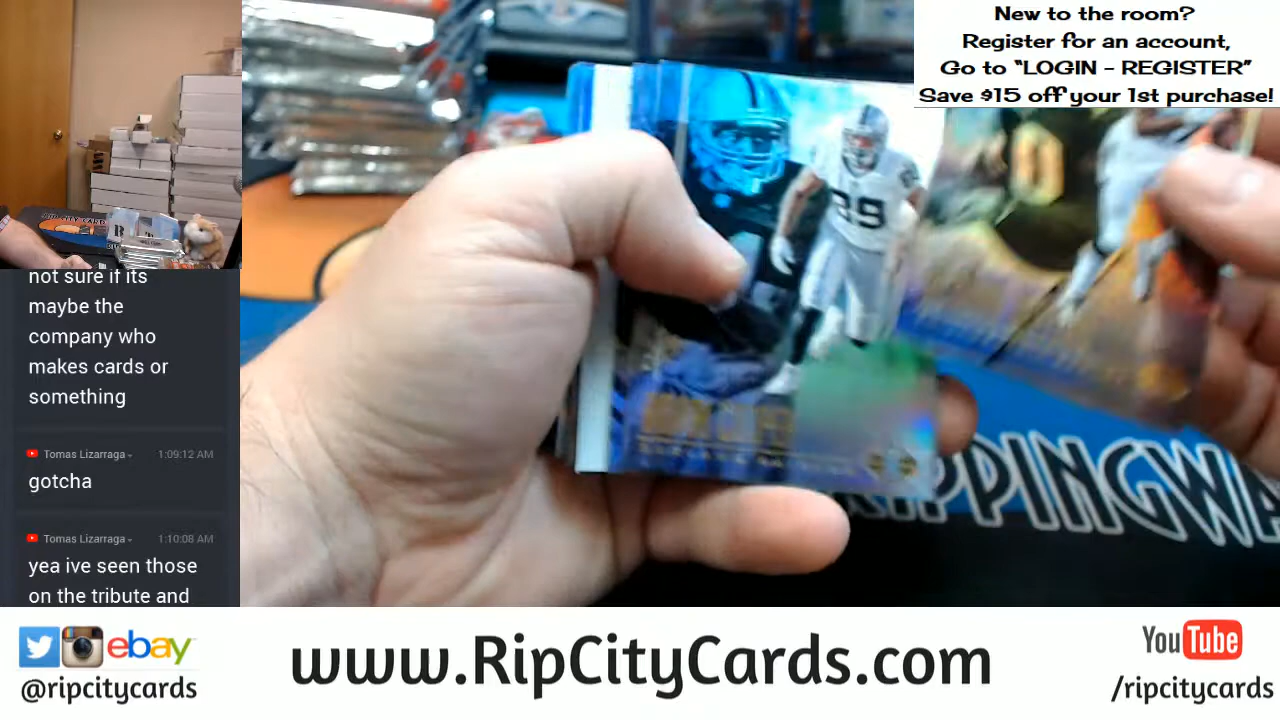 New to the room?
Register for an account,
Go to "LOGIN - REGISTER"
Save $15 off your 1st purchase!
not sure if its
maybe the
company who
makes cards or
something
Tomas Lizarraga
1:09:12 AM
gotcha
Tomas Lizarraga
1:10:08 AM
yea ive seen those
on the tribute and
99
RIPPINGWA
ebay
@ripcitycards
www.RipCityCards.com
YouTube
/ripcitycards